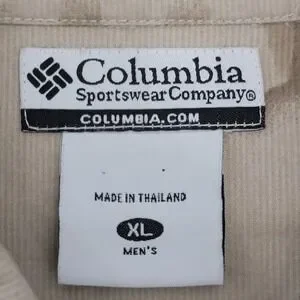 Columbia
Sportswear Company®
COLUMBIA.COM
MADE IN THAILAND
XL
MEN'S